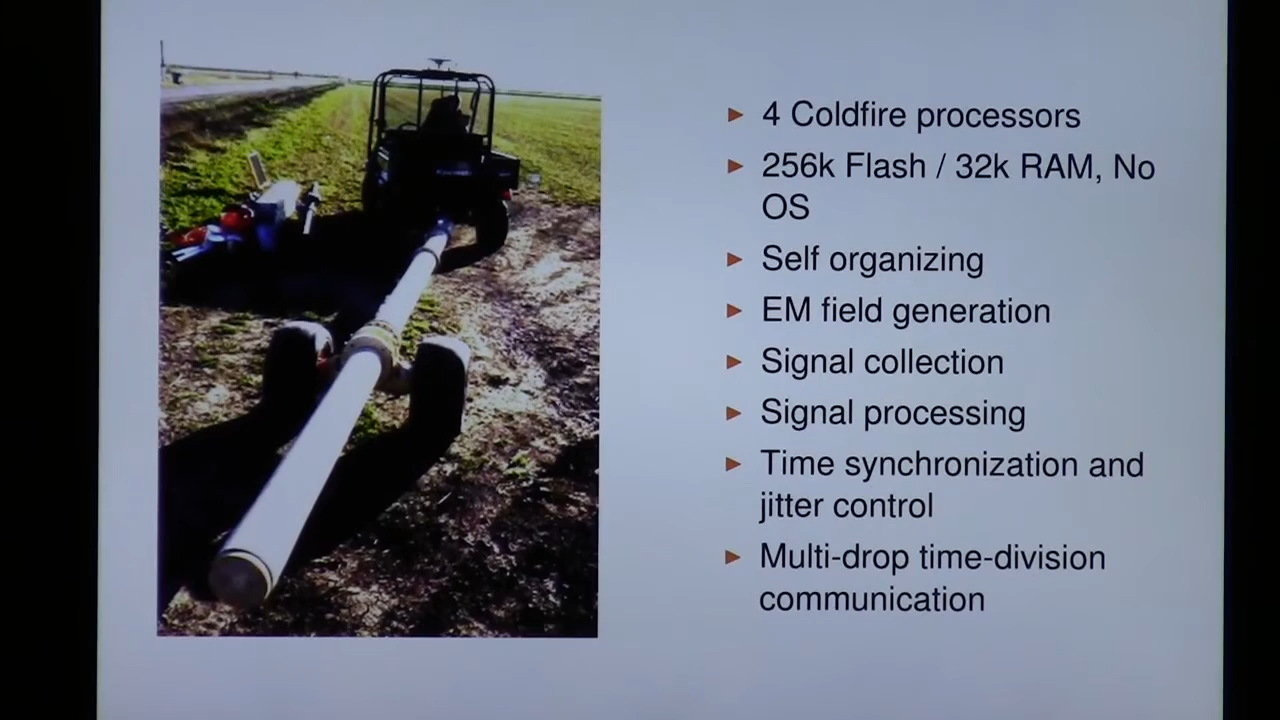 4 Coldfire processors
256k Flash / 32k RAM, No
OS
Self organizing
EM field generation
Signal collection
Signal processing
Time synchronization and
jitter control
Multi-drop time-division
communication